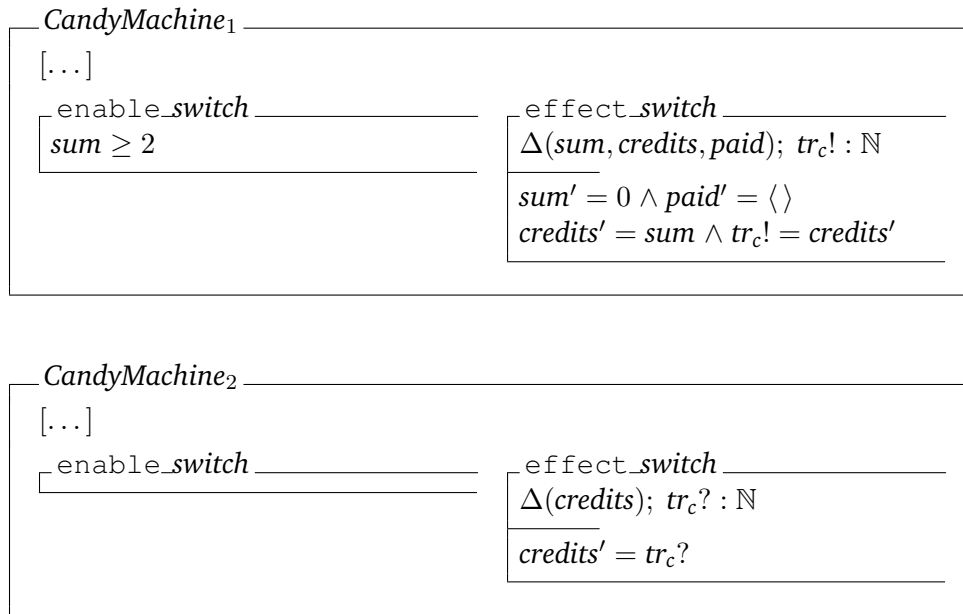 CandyMachine₁
[...]
enable_switch
sum ≥ 2
effect_switch
Δ(sum, credits, paid); tr_c! : ℕ
sum′ = 0 ∧ paid′ = ⟨ ⟩
credits′ = sum ∧ tr_c! = credits′
CandyMachine₂
[...]
enable_switch
effect_switch
Δ(credits); tr_c? : ℕ
credits′ = tr_c?